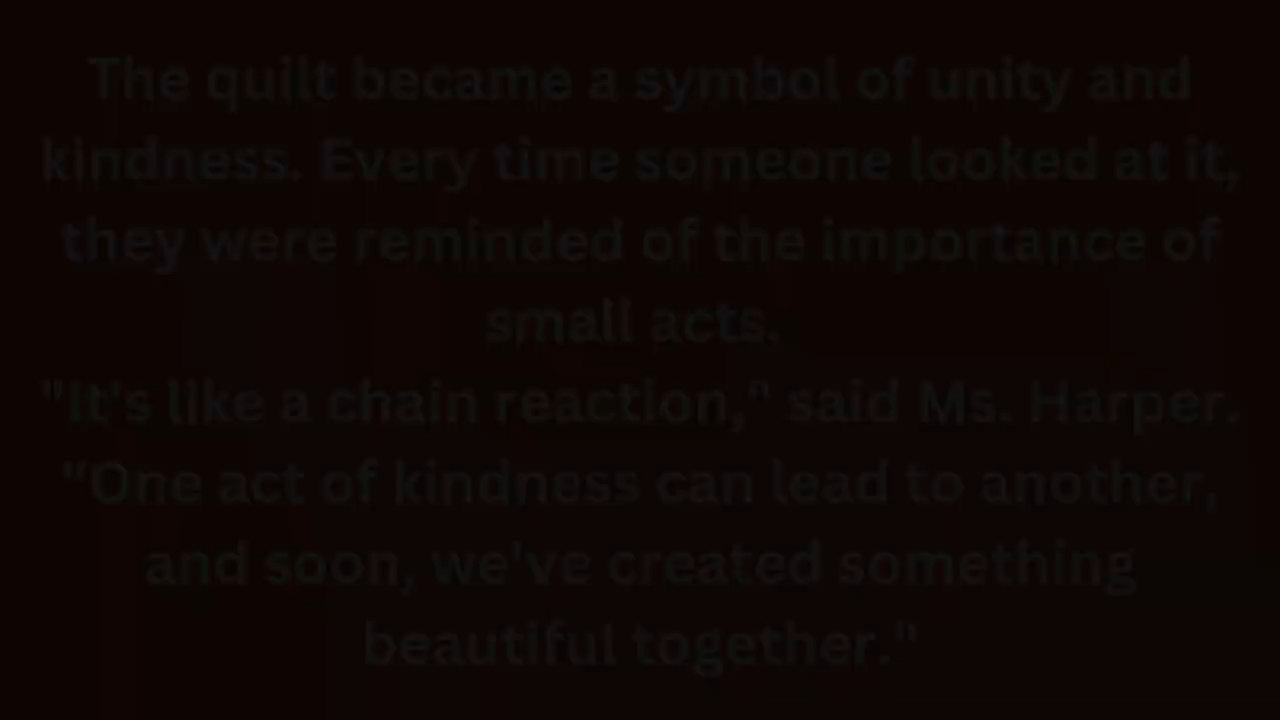 The quilt became a symbol of unity and
kindness. Every time someone looked at it,
they were reminded of the importance of
small acts.
"It's like a chain reaction," said Ms. Harper.
“One act of kindness can lead to another,
and soon, we've created something
beautiful together."